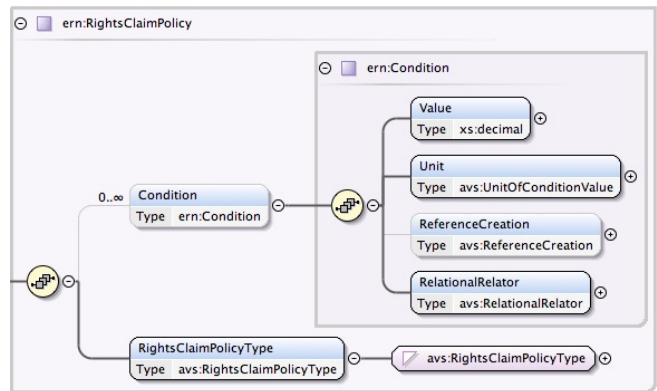 ern:RightsClaimPolicy
ern:Condition
Value
Type xs:decimal
Unit
Type avs:UnitOfConditionValue
0..∞
Condition
Type ern:Condition
ReferenceCreation
Type avs:ReferenceCreation
RelationalRelator
Type avs:RelationalRelator
RightsClaimPolicyType
Type avs:RightsClaimPolicyType
avs:RightsClaimPolicyType